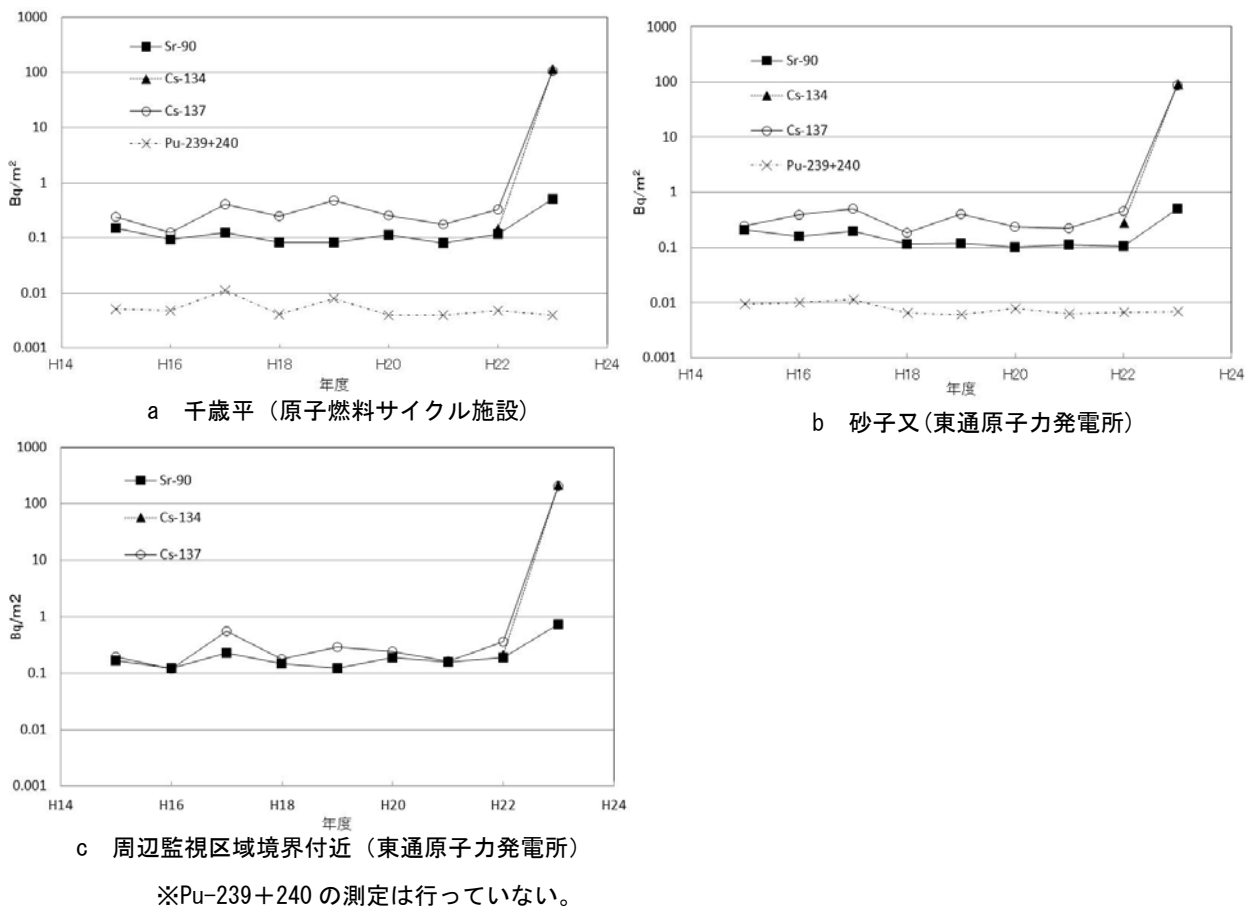 1000
100
10
1
0.1
0.01
0.001
Bq/m²
Sr-90
Cs-134
Cs-137
Pu-239+240
H14 H16 H18 H20 H22 H24
年度
a 千歳平（原子燃料サイクル施設）
1000
100
10
1
0.1
0.01
0.001
Bq/m²
Sr-90
Cs-134
Cs-137
Pu-239+240
H14 H16 H18 H20 H22 H24
年度
b 砂子又(東通原子力発電所)
1000
100
10
1
0.1
0.01
0.001
Bq/m2
Sr-90
Cs-134
Cs-137
H14 H16 H18 H20 H22 H24
年度
c 周辺監視区域境界付近（東通原子力発電所）
※Pu-239＋240 の測定は行っていない。